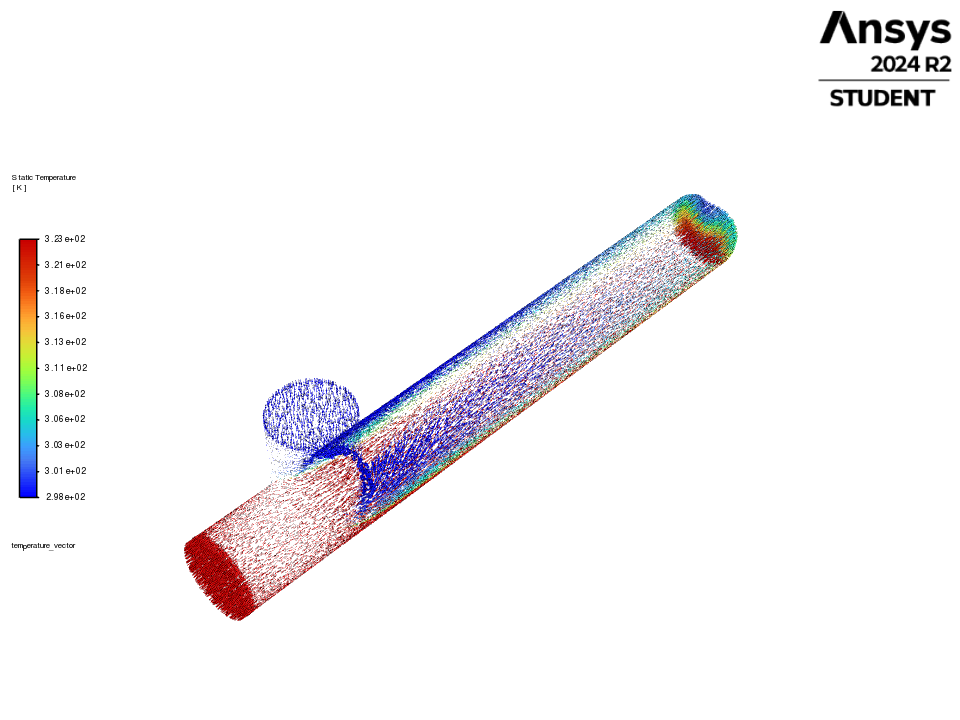 Ansys
2024 R2
STUDENT
Static Temperature
[ K ]
3.23e+02
3.21e+02
3.18e+02
3.16e+02
3.13e+02
3.11e+02
3.08e+02
3.06e+02
3.03e+02
3.01e+02
2.98e+02
temperature_vector